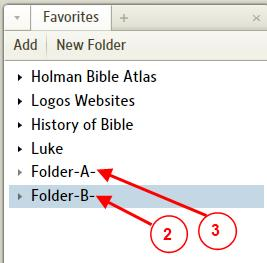 Favorites
Add New Folder
Holman Bible Atlas
Logos Websites
History of Bible
Luke
Folder-A-
Folder-B-
2 3